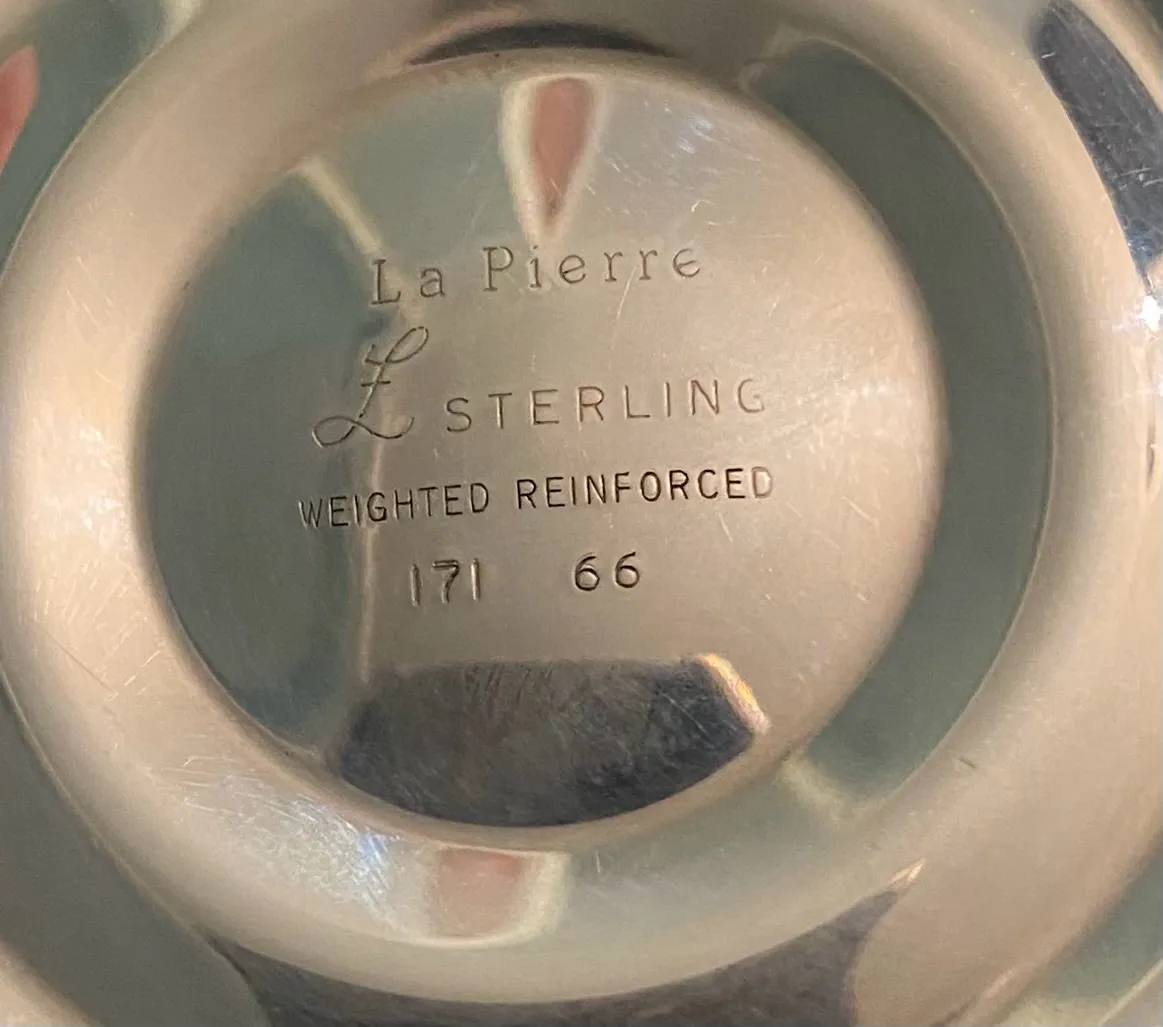 La Pierre
L STERLING
WEIGHTED REINFORCED
171 66